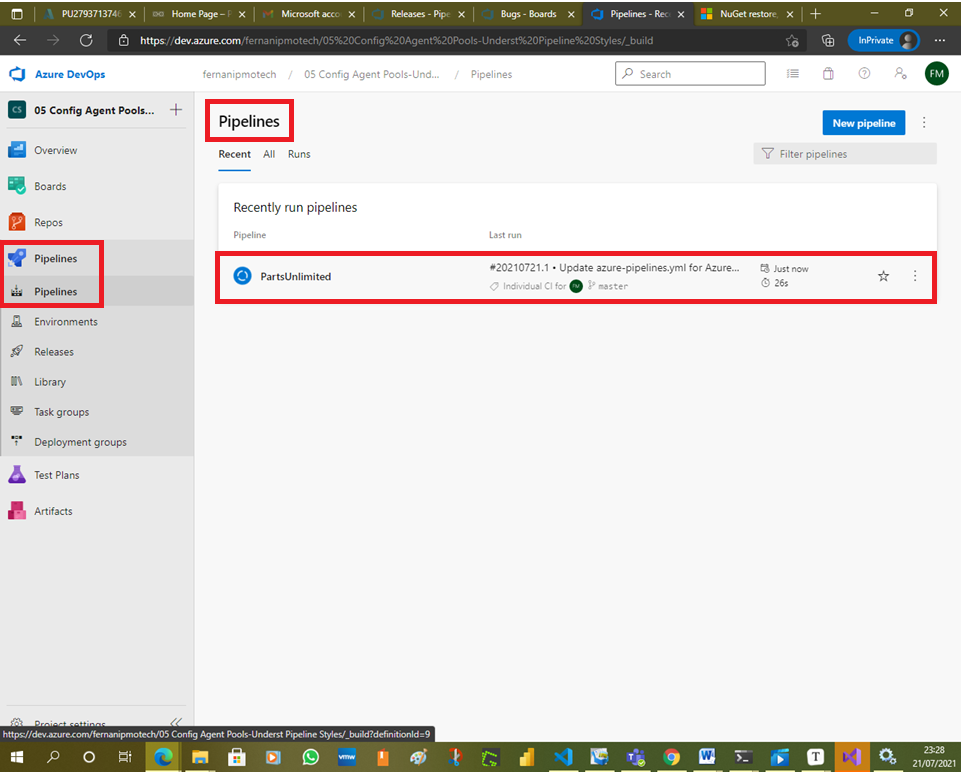 PU279371374
Home Page – F
Microsoft acco
Releases - Pipe
Bugs - Boards
Pipelines - Rec
NuGet restore,
https://dev.azure.com/fernanipmotech/05%20Config%20Agent%20Pools-Underst%20Pipeline%20Styles/_build
InPrivate
Azure DevOps
fernanipmotech / 05 Config Agent Pools-Und... / Pipelines
Search
FM
CS 05 Config Agent Pools... +
Pipelines
New pipeline
Recent All Runs
Filter pipelines
Overview
Boards
Repos
Pipelines
Pipelines
Environments
Releases
Library
Task groups
Deployment groups
Test Plans
Artifacts
Recently run pipelines
Pipeline Last run
PartsUnlimited
#20210721.1 • Update azure-pipelines.yml for Azure...
Individual CI for FM master
Just now
26s
Project settings
https://dev.azure.com/fernanipmotech/05 Config Agent Pools-Underst Pipeline Styles/_build?definitionId=9
vmw
23:28
21/07/2021